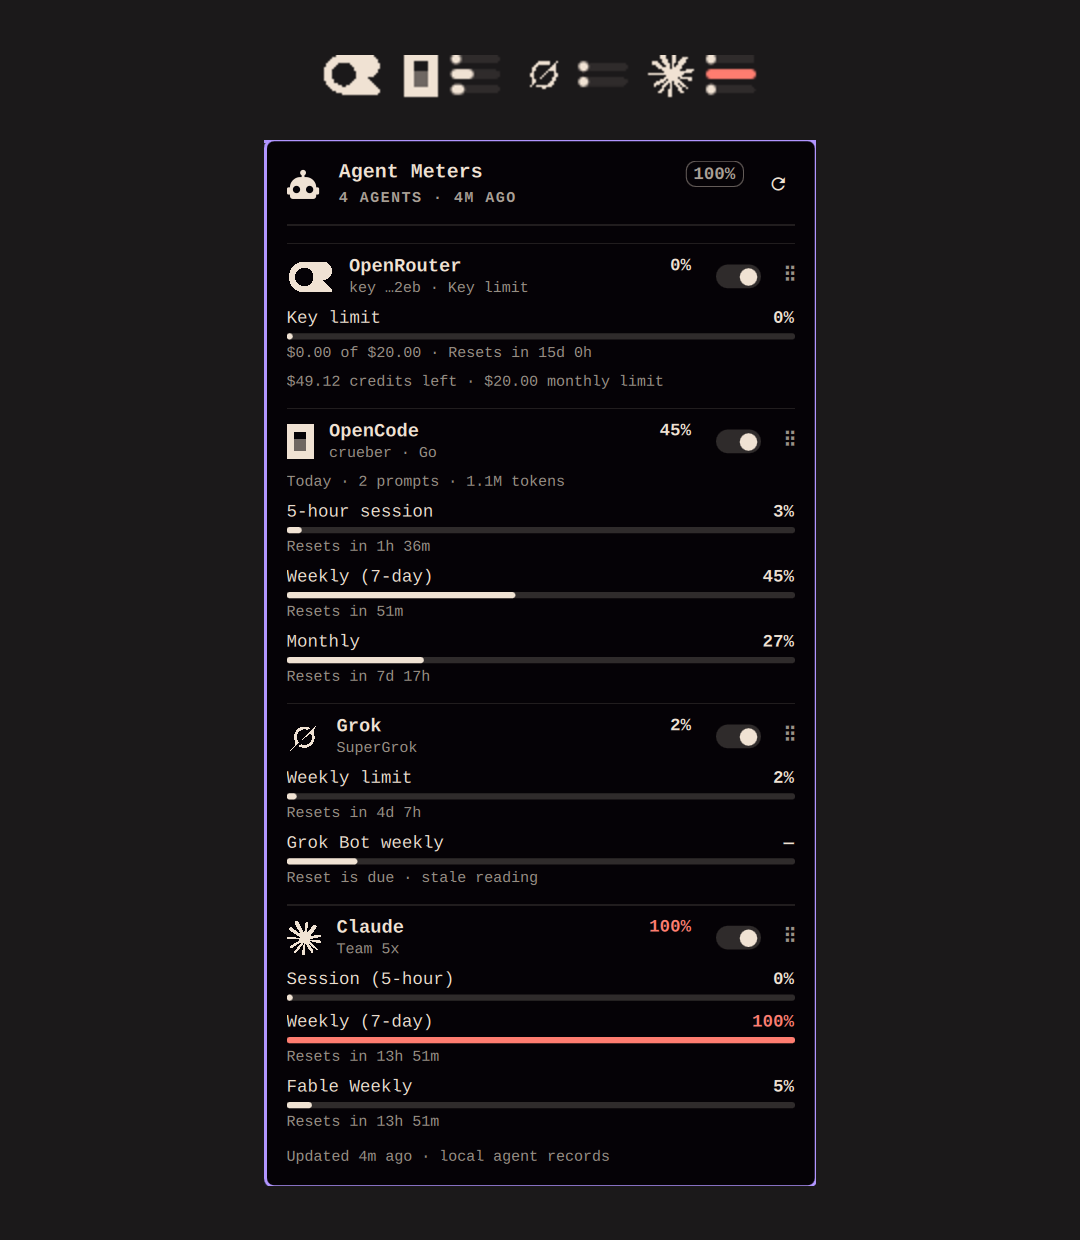 Agent Meters
100%
4 AGENTS · 4M AGO
OpenRouter
0%
key …2eb · Key limit
Key limit
0%
$0.00 of $20.00 · Resets in 15d 0h
$49.12 credits left · $20.00 monthly limit
OpenCode
45%
crueber · Go
Today · 2 prompts · 1.1M tokens
5-hour session
3%
Resets in 1h 36m
Weekly (7-day)
45%
Resets in 51m
Monthly
27%
Resets in 7d 17h
Grok
2%
SuperGrok
Weekly limit
2%
Resets in 4d 7h
Grok Bot weekly
—
Reset is due · stale reading
Claude
100%
Team 5x
Session (5-hour)
0%
Weekly (7-day)
100%
Resets in 13h 51m
Fable Weekly
5%
Resets in 13h 51m
Updated 4m ago · local agent records